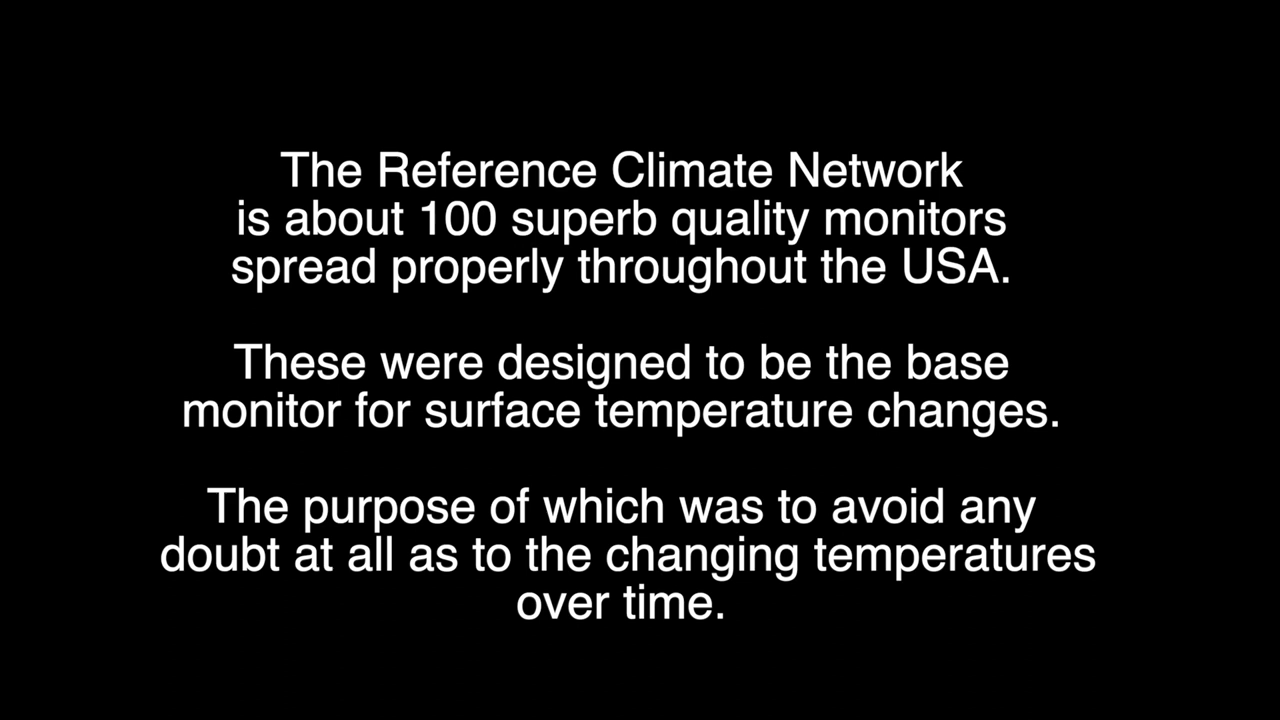 The Reference Climate Network
is about 100 superb quality monitors
spread properly throughout the USA.
These were designed to be the base
monitor for surface temperature changes.
The purpose of which was to avoid any
doubt at all as to the changing temperatures
over time.